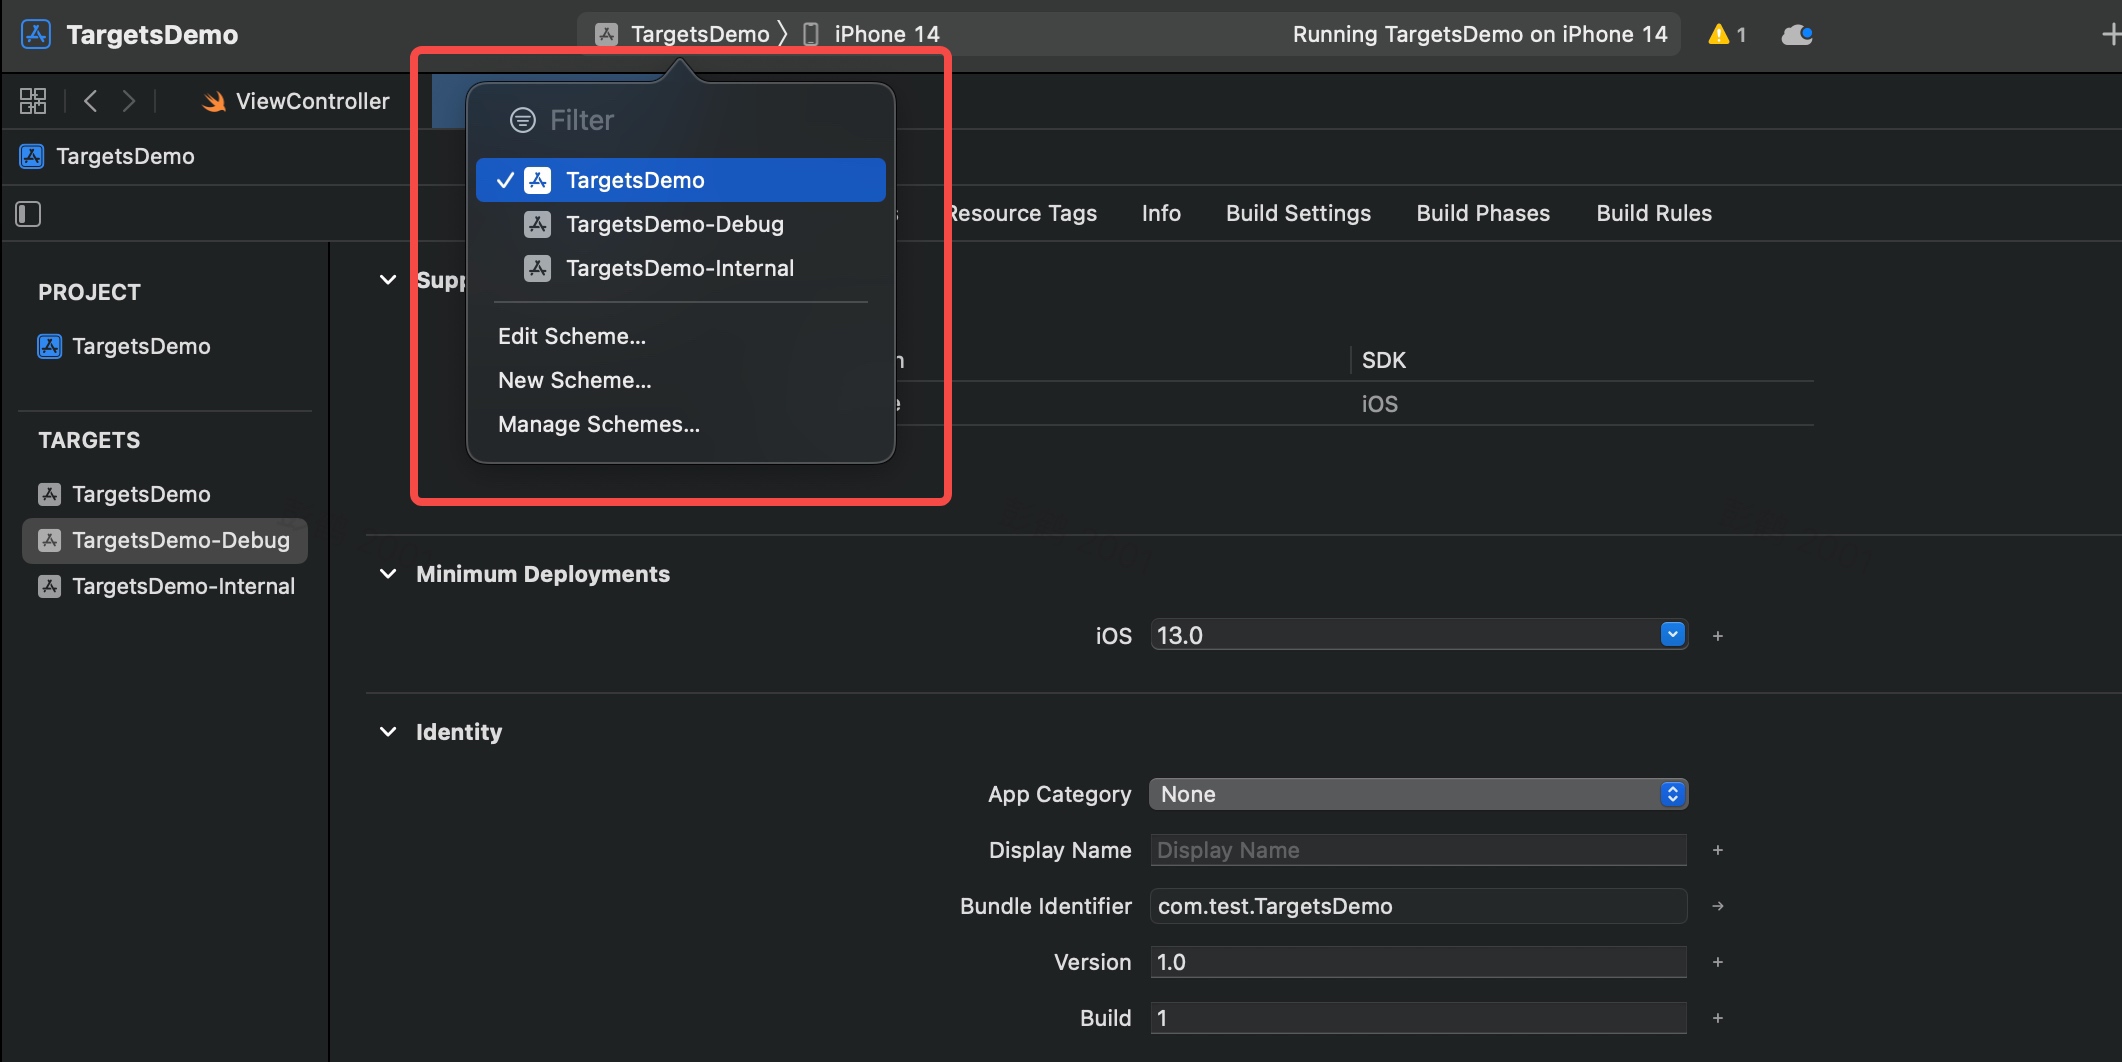 TargetsDemo
TargetsDemo 〉 iPhone 14
Running TargetsDemo on iPhone 14
1
ViewController
TargetsDemo
Filter
TargetsDemo
TargetsDemo-Debug
TargetsDemo-Internal
Edit Scheme...
New Scheme...
Manage Schemes...
Resource Tags
Info
Build Settings
Build Phases
Build Rules
PROJECT
TargetsDemo
TARGETS
TargetsDemo
TargetsDemo-Debug
TargetsDemo-Internal
Supp
SDK
iOS
Minimum Deployments
iOS 13.0
Identity
App Category None
Display Name Display Name
Bundle Identifier com.test.TargetsDemo
Version 1.0
Build 1